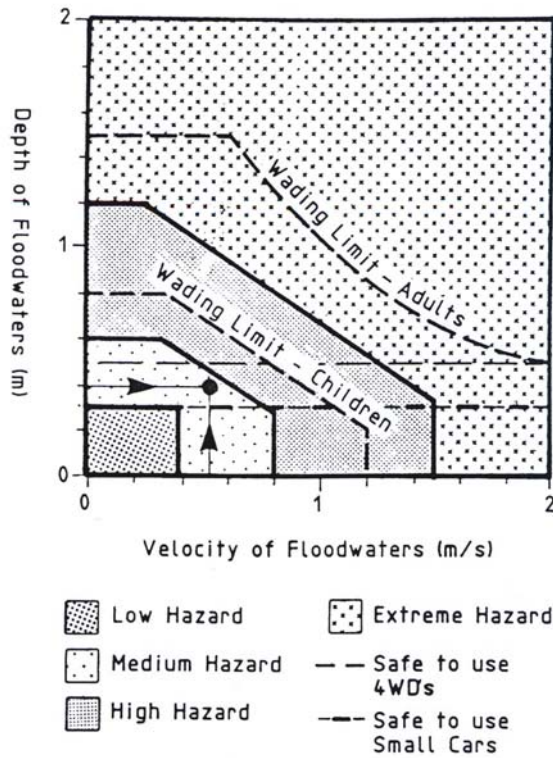 2
Depth of Floodwaters (m)
1
0
Wading Limit - Adults
Wading Limit - Children
0
1
2
Velocity of Floodwaters (m/s)
Low Hazard
Medium Hazard
High Hazard
Extreme Hazard
Safe to use
4WD's
Safe to use
Small Cars